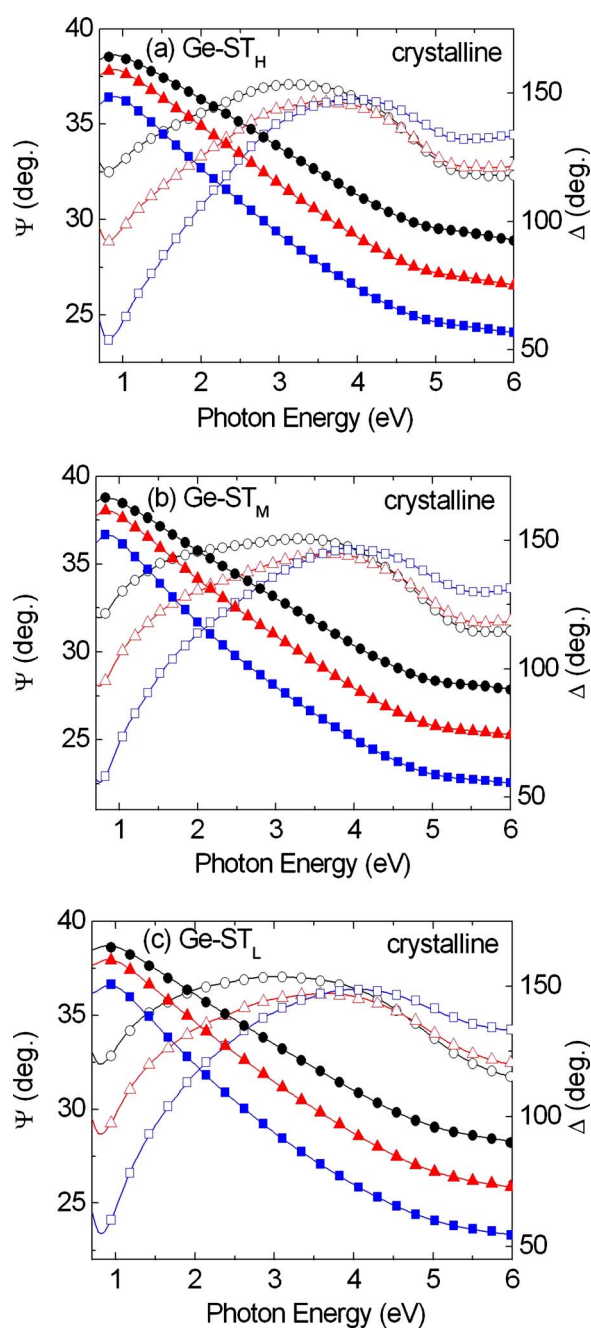 (a) Ge-ST_H crystalline
40
35
30
25
Ψ (deg.)
150
100
50
Δ (deg.)
1 2 3 4 5 6
Photon Energy (eV)
(b) Ge-ST_M crystalline
40
35
30
25
Ψ (deg.)
150
100
50
Δ (deg.)
1 2 3 4 5 6
Photon Energy (eV)
(c) Ge-ST_L crystalline
40
35
30
25
Ψ (deg.)
150
100
50
Δ (deg.)
1 2 3 4 5 6
Photon Energy (eV)